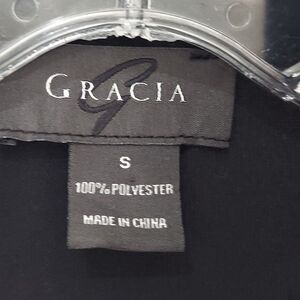 GRACIA
S
100% POLYESTER
MADE IN CHINA